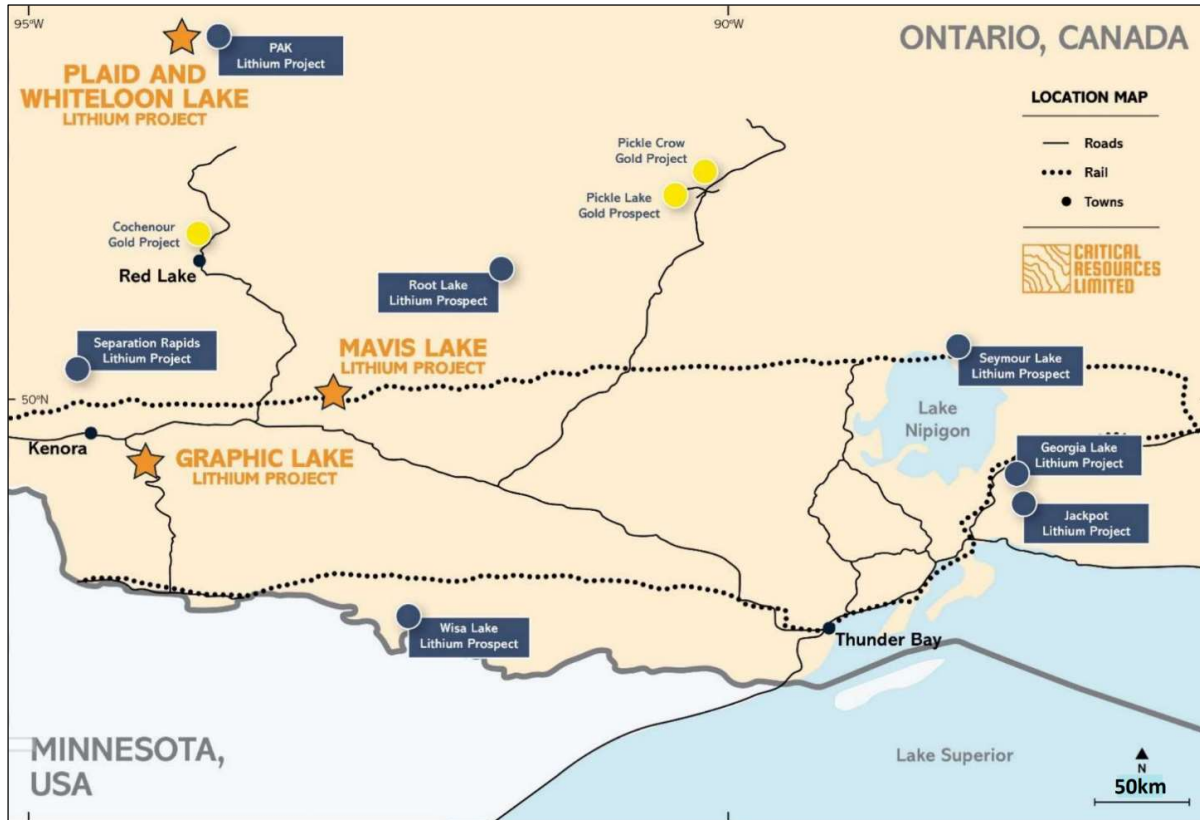 95°W
90°W
ONTARIO, CANADA
PAK
Lithium Project
PLAID AND
WHITELOON LAKE
LITHIUM PROJECT
LOCATION MAP
Roads
Rail
Towns
CRITICAL
RESOURCES
LIMITED
Pickle Crow
Gold Project
Pickle Lake
Gold Prospect
Cochenour
Gold Project
Red Lake
Root Lake
Lithium Prospect
Separation Rapids
Lithium Project
MAVIS LAKE
LITHIUM PROJECT
Seymour Lake
Lithium Prospect
50°N
Lake
Nipigon
Kenora
GRAPHIC LAKE
LITHIUM PROJECT
Georgia Lake
Lithium Project
Jackpot
Lithium Project
Wisa Lake
Lithium Prospect
Thunder Bay
MINNESOTA,
USA
Lake Superior
N
50km